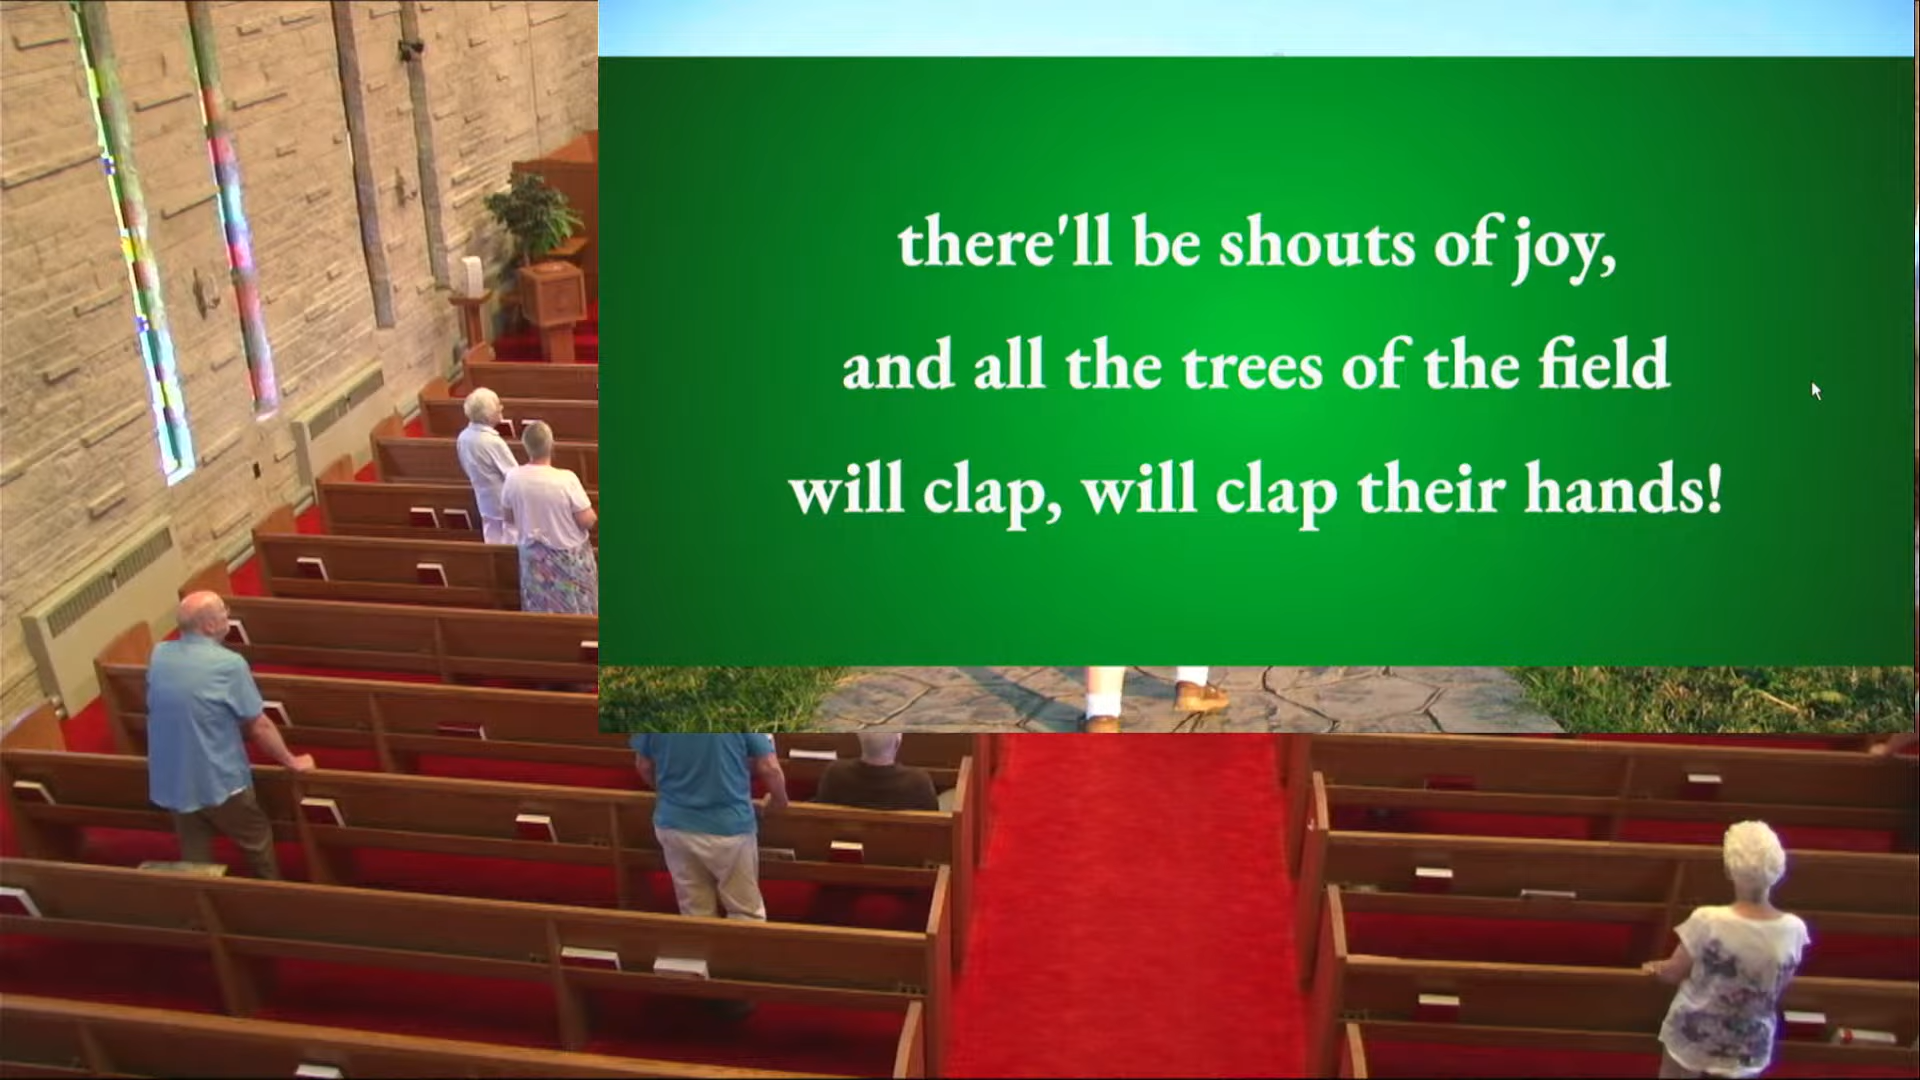 there'll be shouts of joy,
and all the trees of the field
will clap, will clap their hands!